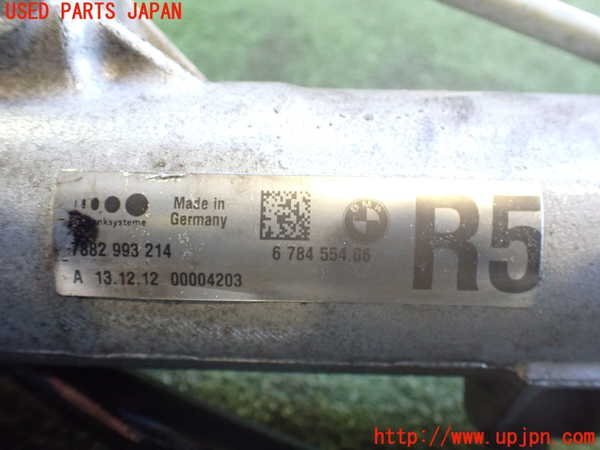 USED PARTS JAPAN
Made in
Germany
BMW
7882 993 214
6 784 554.06
R5
A 13.12.12 00004203
http://www.upjpn.com